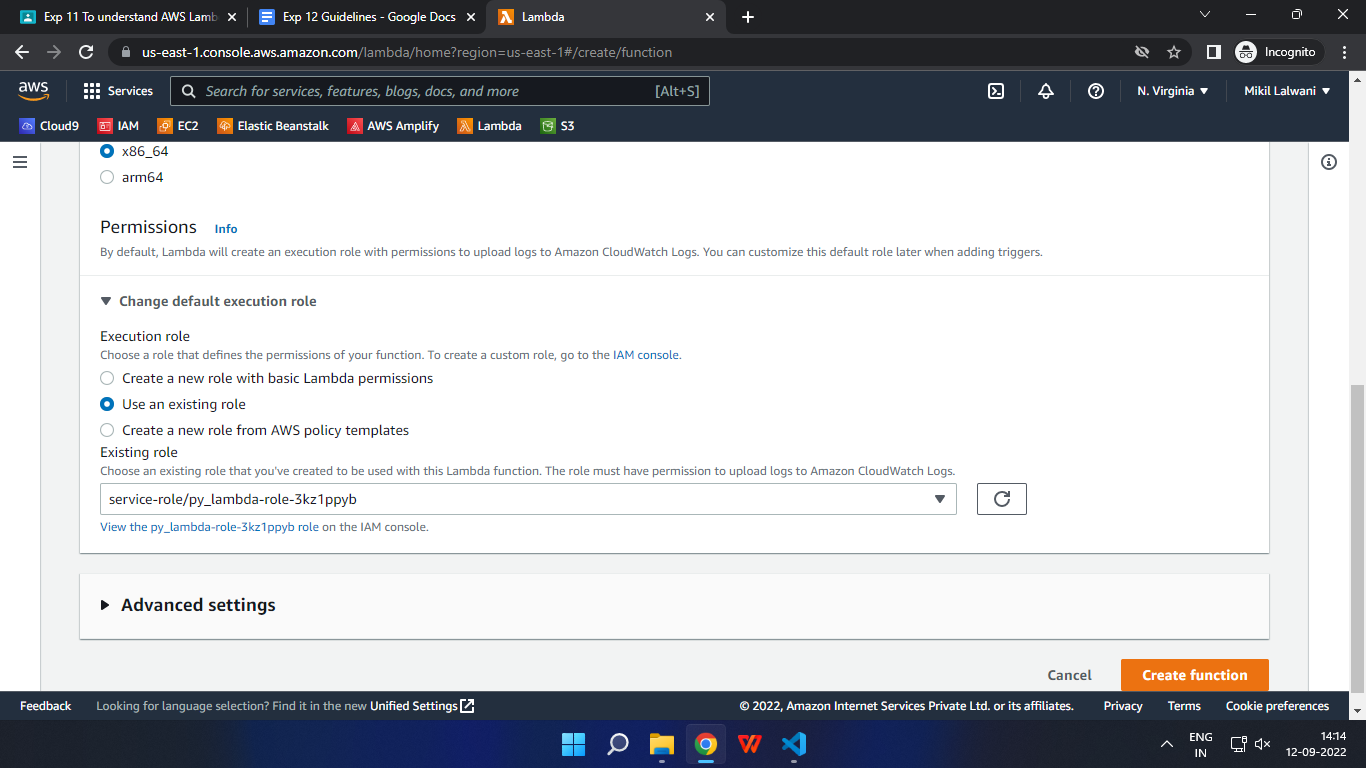 Exp 11 To understand AWS Lamb
Exp 12 Guidelines - Google Docs
Lambda
us-east-1.console.aws.amazon.com/lambda/home?region=us-east-1#/create/function
Incognito
aws
Services
Search for services, features, blogs, docs, and more
[Alt+S]
N. Virginia
Mikil Lalwani
Cloud9
IAM
EC2
Elastic Beanstalk
AWS Amplify
Lambda
S3
x86_64
arm64
Permissions Info
By default, Lambda will create an execution role with permissions to upload logs to Amazon CloudWatch Logs. You can customize this default role later when adding triggers.
Change default execution role
Execution role
Choose a role that defines the permissions of your function. To create a custom role, go to the IAM console.
Create a new role with basic Lambda permissions
Use an existing role
Create a new role from AWS policy templates
Existing role
Choose an existing role that you've created to be used with this Lambda function. The role must have permission to upload logs to Amazon CloudWatch Logs.
service-role/py_lambda-role-3kz1ppyb
View the py_lambda-role-3kz1ppyb role on the IAM console.
Advanced settings
Cancel
Create function
Feedback
Looking for language selection? Find it in the new Unified Settings
© 2022, Amazon Internet Services Private Ltd. or its affiliates.
Privacy
Terms
Cookie preferences
ENG
IN
14:14
12-09-2022